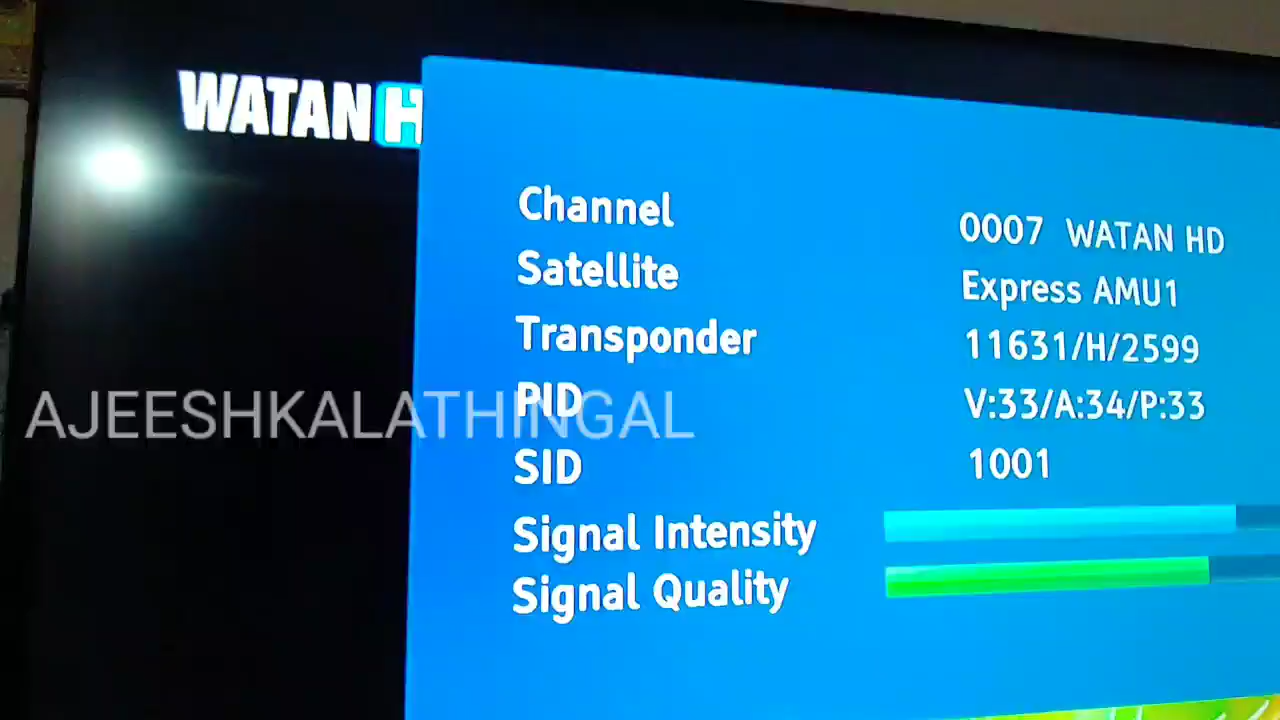 WATAN H
Channel 0007 WATAN HD
Satellite Express AMU1
Transponder 11631/H/2599
PID V:33/A:34/P:33
AJEESHKALATHINGAL
SID 1001
Signal Intensity
Signal Quality